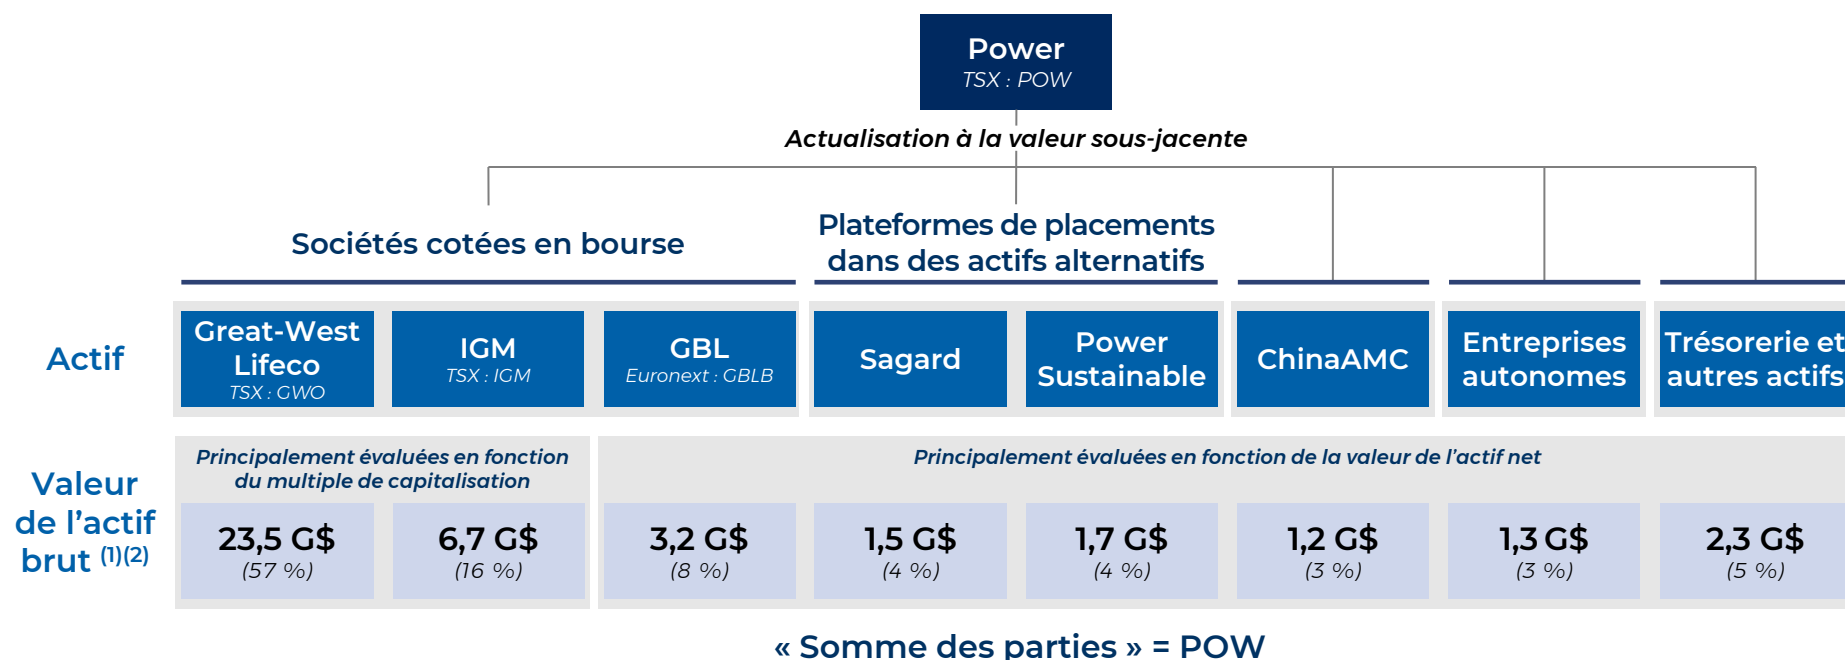 Power
TSX : POW
Actualisation à la valeur sous-jacente
Sociétés cotées en bourse
Plateformes de placements
dans des actifs alternatifs
Actif
Great-West
Lifeco
TSX : GWO
IGM
TSX : IGM
GBL
Euronext : GBLB
Sagard
Power
Sustainable
ChinaAMC
Entreprises
autonomes
Trésorerie et
autres actifs
Valeur
de l’actif
brut (1)(2)
Principalement évaluées en fonction
du multiple de capitalisation
Principalement évaluées en fonction de la valeur de l’actif net
23,5 G$
(57 %)
6,7 G$
(16 %)
3,2 G$
(8 %)
1,5 G$
(4 %)
1,7 G$
(4 %)
1,2 G$
(3 %)
1,3 G$
(3 %)
2,3 G$
(5 %)
« Somme des parties » = POW